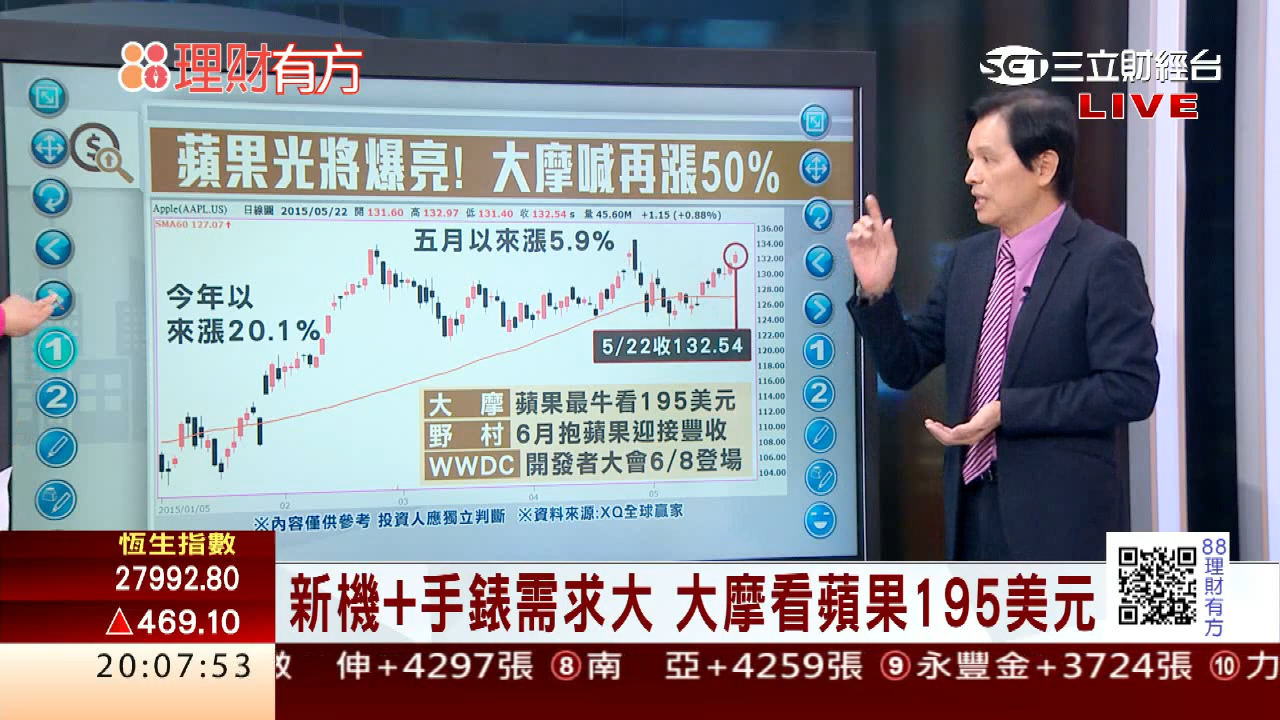 88理財有方
SET三立財經台
LIVE
蘋果光將爆亮! 大摩喊再漲50%
Apple(AAPL.US) 日線圖 2015/05/22 開 131.60 高 132.97 低 131.40 收 132.54 s 量 45.60M +1.15 (+0.88%)
SMA60 127.07↑
五月以來漲5.9%
今年以
來漲20.1%
5/22收132.54
136.00
134.00
132.00
130.00
128.00
126.00
124.00
122.00
120.00
118.00
116.00
114.00
112.00
110.00
108.00
106.00
104.00
大 摩 蘋果最牛看195美元
野 村 6月抱蘋果迎接豐收
WWDC 開發者大會6/8登場
2015/01/05 02 03 04 05
※內容僅供參考 投資人應獨立判斷 ※資料來源:XQ全球贏家
1
2
1
2
恆生指數
27992.80
▲469.10
20:07:53
新機+手錶需求大 大摩看蘋果195美元
88理財有方
伸+4297張 ⑧南 亞+4259張 ⑨永豐金+3724張 ⑩力